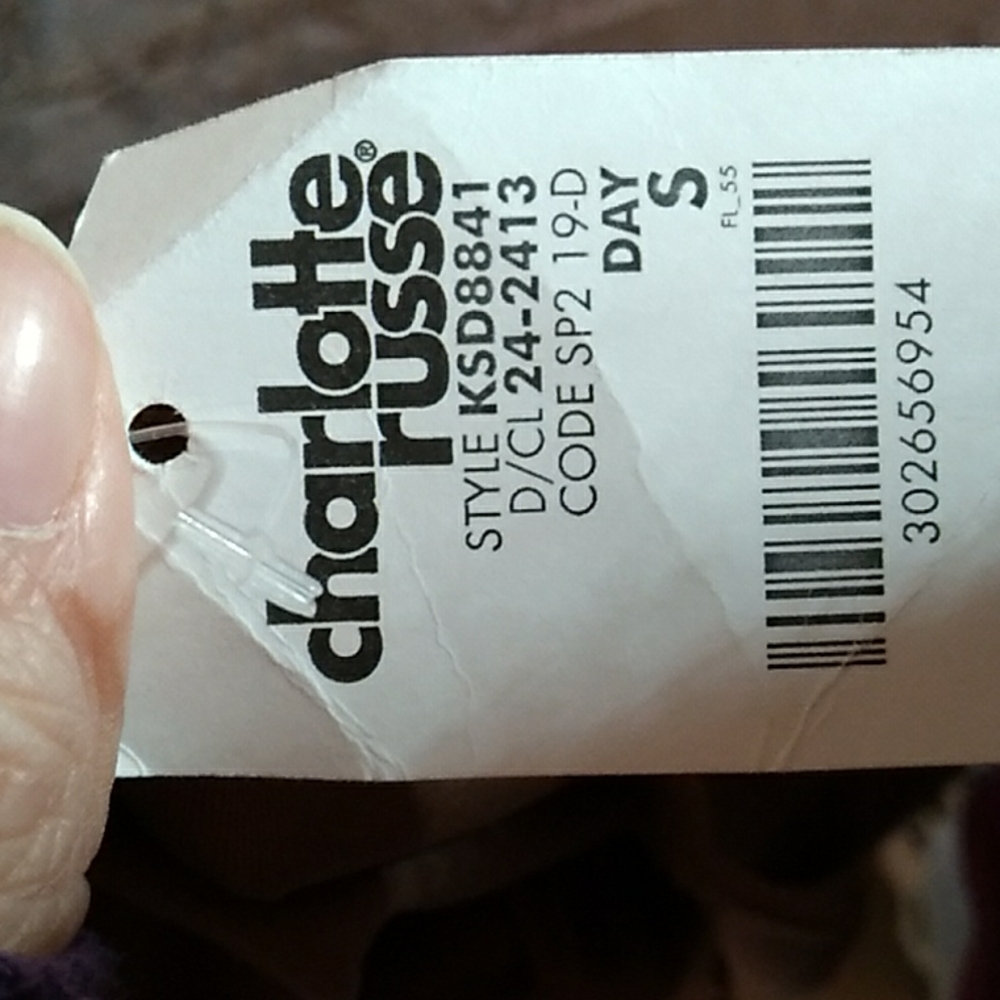 charlotte®
russe
STYLE KSD8841
D/CL 24-2413
CODE SP2 19-D
DAY
S
FL_55
302656954